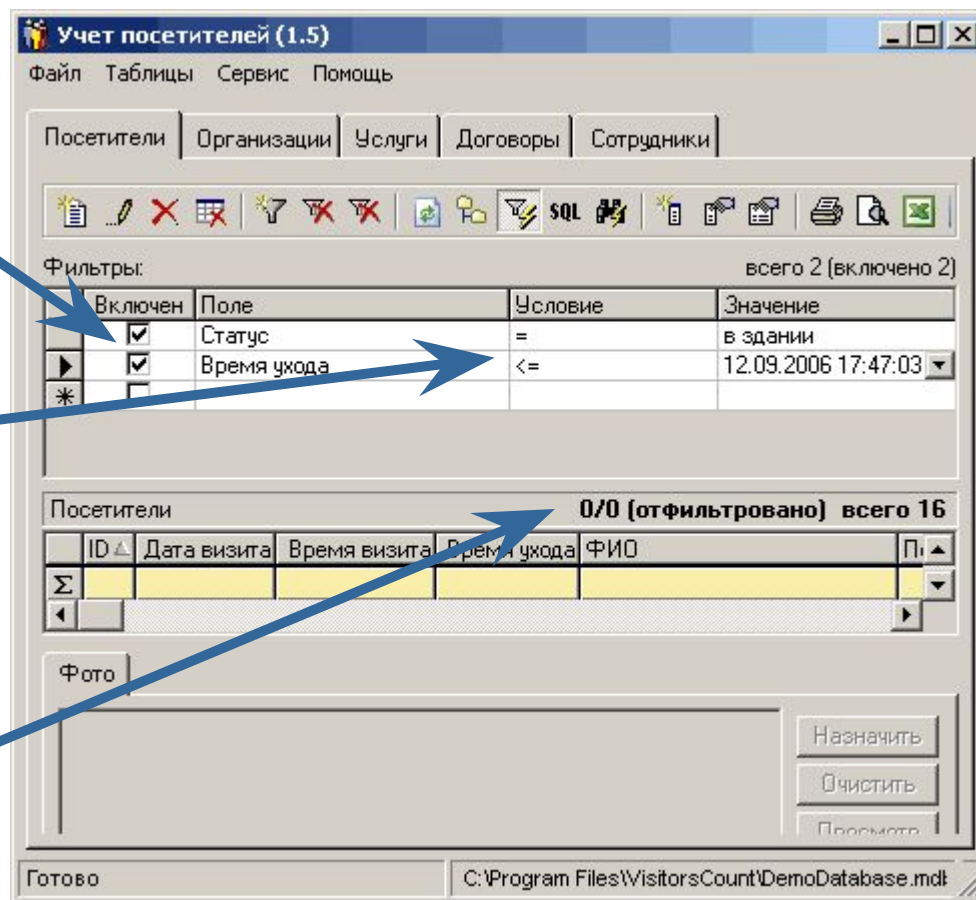 Учет посетителей (1.5)
Файл Таблицы Сервис Помощь
Посетители Организации Услуги Договоры Сотрудники
SQL
Фильтры: всего 2 (включено 2)
Включен Поле Условие Значение
Статус = в здании
Время ухода <= 12.09.2006 17:47:03
Посетители 0/0 (отфильтровано) всего 16
ID Дата визита Время визита Время ухода ФИО
Σ
Фото
Назначить
Очистить
Просмотр
Готово C:\Program Files\VisitorsCount\DemoDatabase.mdb